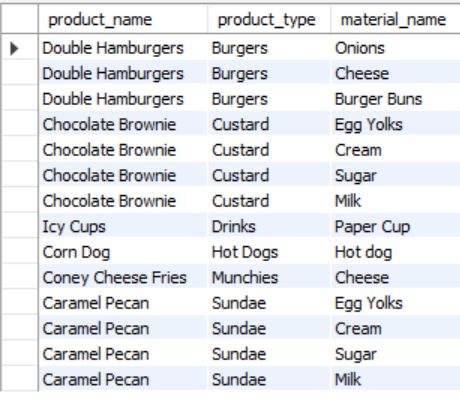 product_name product_type material_name
Double Hamburgers Burgers Onions
Double Hamburgers Burgers Cheese
Double Hamburgers Burgers Burger Buns
Chocolate Brownie Custard Egg Yolks
Chocolate Brownie Custard Cream
Chocolate Brownie Custard Sugar
Chocolate Brownie Custard Milk
Icy Cups Drinks Paper Cup
Corn Dog Hot Dogs Hot dog
Coney Cheese Fries Munchies Cheese
Caramel Pecan Sundae Egg Yolks
Caramel Pecan Sundae Cream
Caramel Pecan Sundae Sugar
Caramel Pecan Sundae Milk